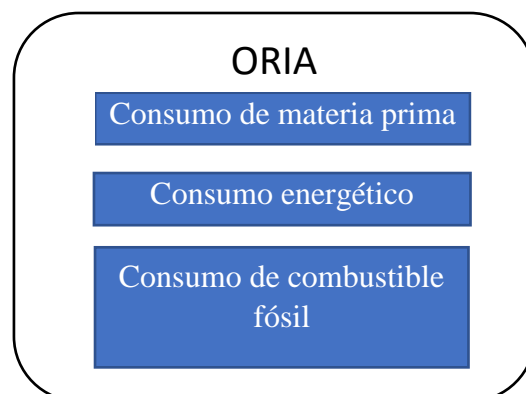 ORIA
Consumo de materia prima
Consumo energético
Consumo de combustible
fósil